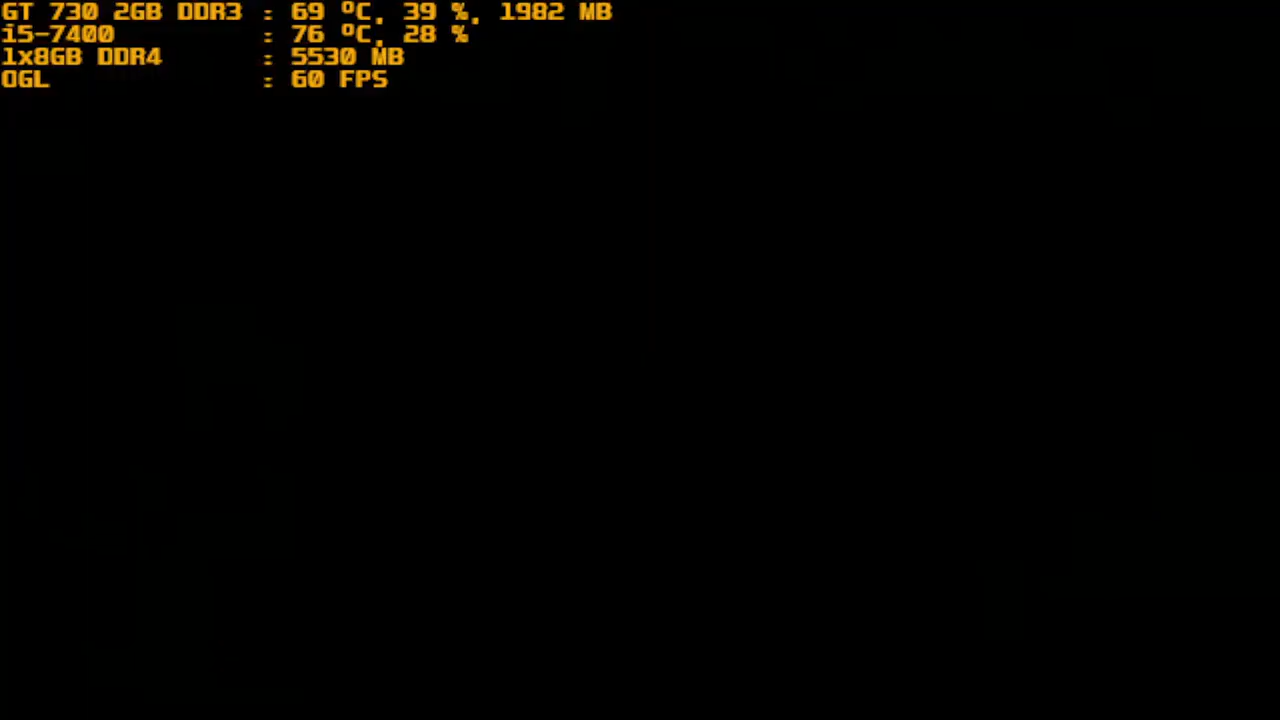 GT 730 2GB DDR3 : 69 ºC, 39 %, 1982 MB
i5-7400 : 76 ºC, 28 %
1x8GB DDR4 : 5530 MB
OGL : 60 FPS